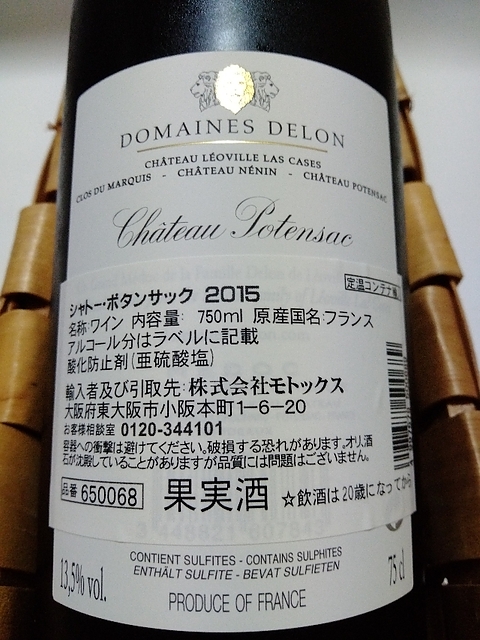 DOMAINES DELON
CHÂTEAU LÉOVILLE LAS CASES
CLOS DU MARQUIS - CHÂTEAU NÉNIN - CHÂTEAU POTENSAC
Château Potensac
定温コンテナ
シャトー・ポタンサック 2015
名称:ワイン 内容量: 750ml 原産国名:フランス
アルコール分はラベルに記載
酸化防止剤(亜硫酸塩)
輸入者及び引取先:株式会社モトックス
大阪府東大阪市小阪本町1-6-20
お客様相談室 0120-344101
容器への衝撃は避けてください。破損する恐れがあります。オリ、酒
石が沈殿していることがありますが品質には問題はございません。
品番 650068 果実酒 ☆飲酒は20歳になってから
13,5% vol. CONTIENT SULFITES - CONTAINS SULPHITES 75 cl
ENTHÄLT SULFITE - BEVAT SULFIETEN
PRODUCE OF FRANCE